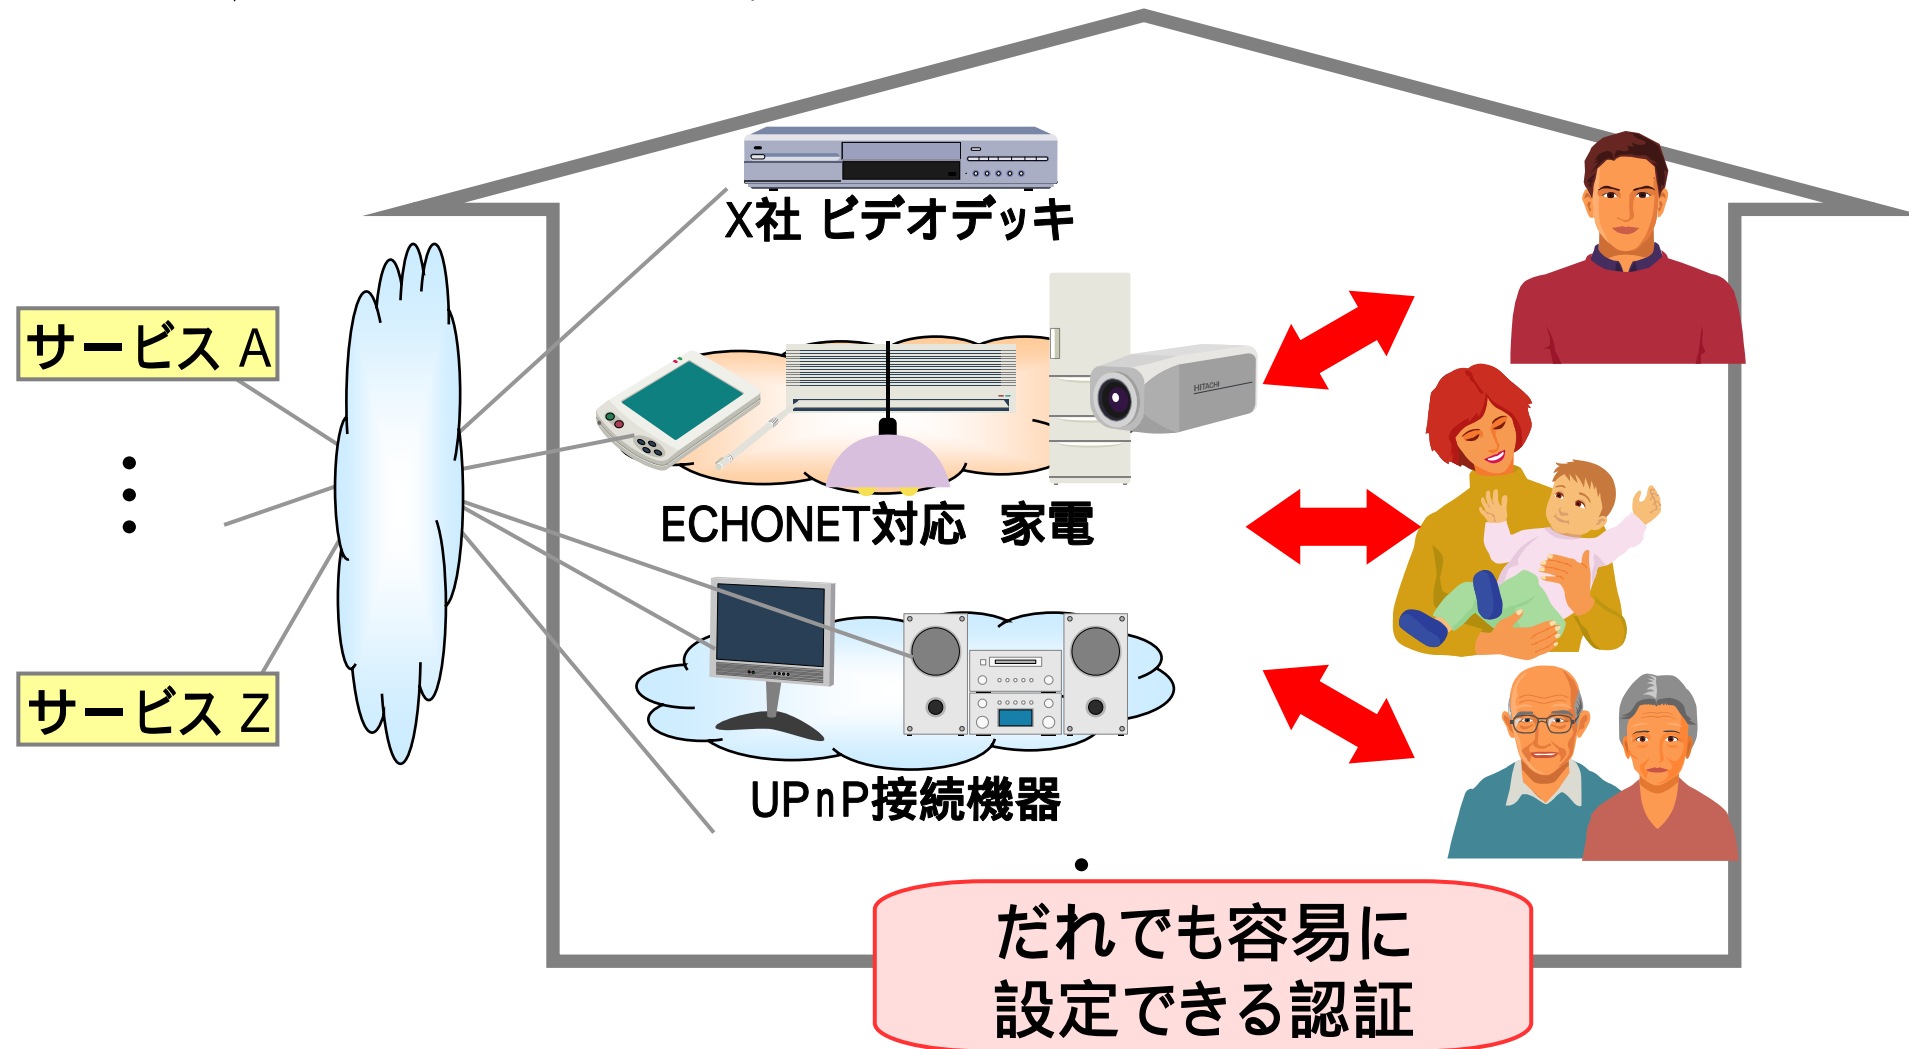 X社 ビデオデッキ
サービス A
HITACHI
ECHONET対応 家電
サービス Z
UPnP接続機器
だれでも容易に
設定できる認証